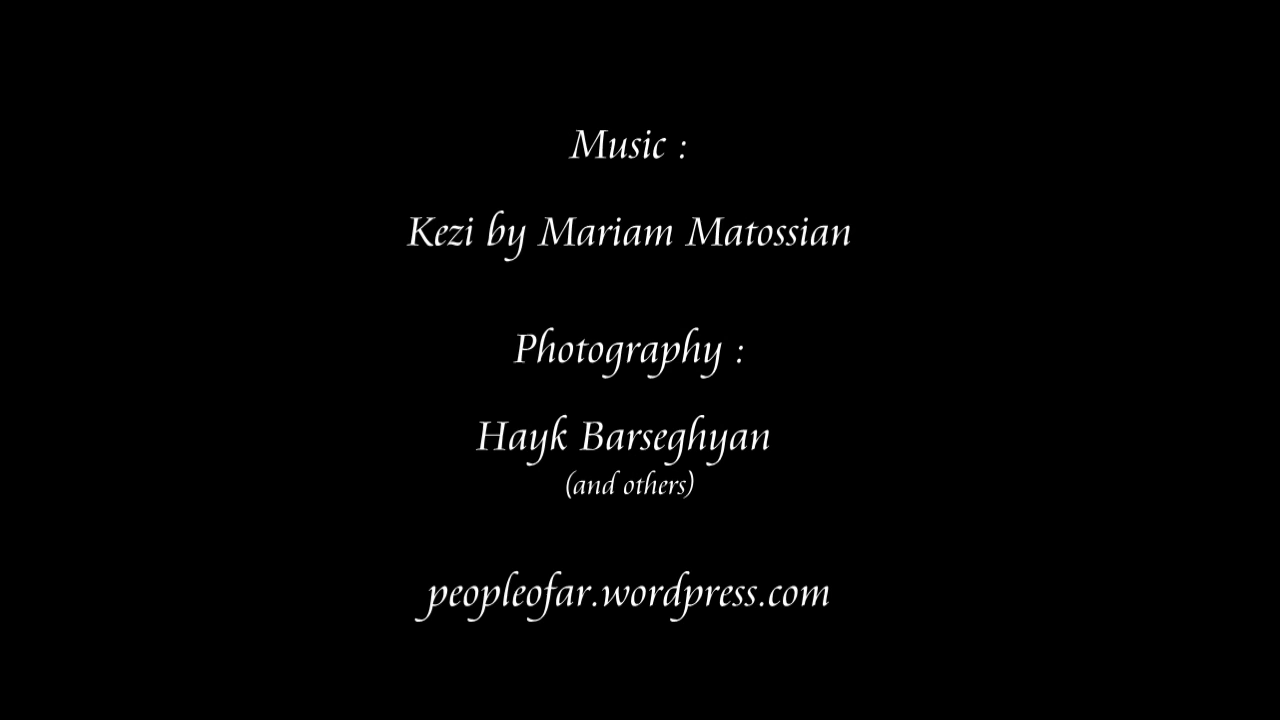 Music :
Kezi by Mariam Matossian
Photography :
Hayk Barseghyan
(and others)
peopleofar.wordpress.com